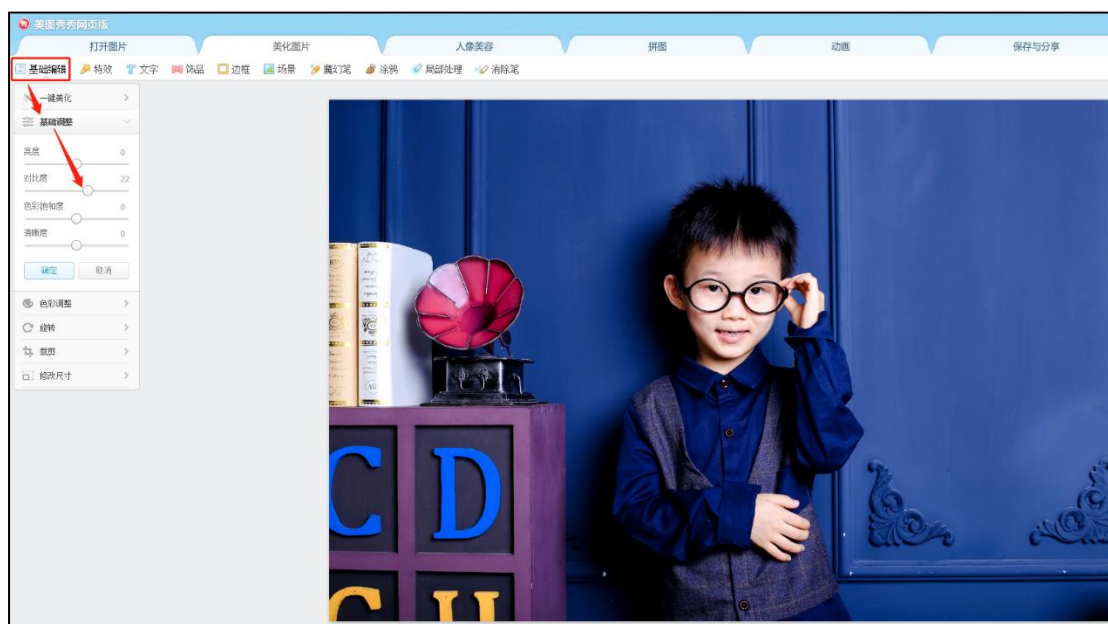 美图秀秀网页版
打开图片 美化图片 人像美容 拼图 动画 保存与分享
基础编辑 特效 文字 饰品 边框 场景 魔幻笔 涂鸦 局部处理 消除笔
一键美化
基础调整
亮度 0
对比度 22
色彩饱和度 0
清晰度 0
确定 取消
色彩调整
旋转
裁剪
修改尺寸
C D